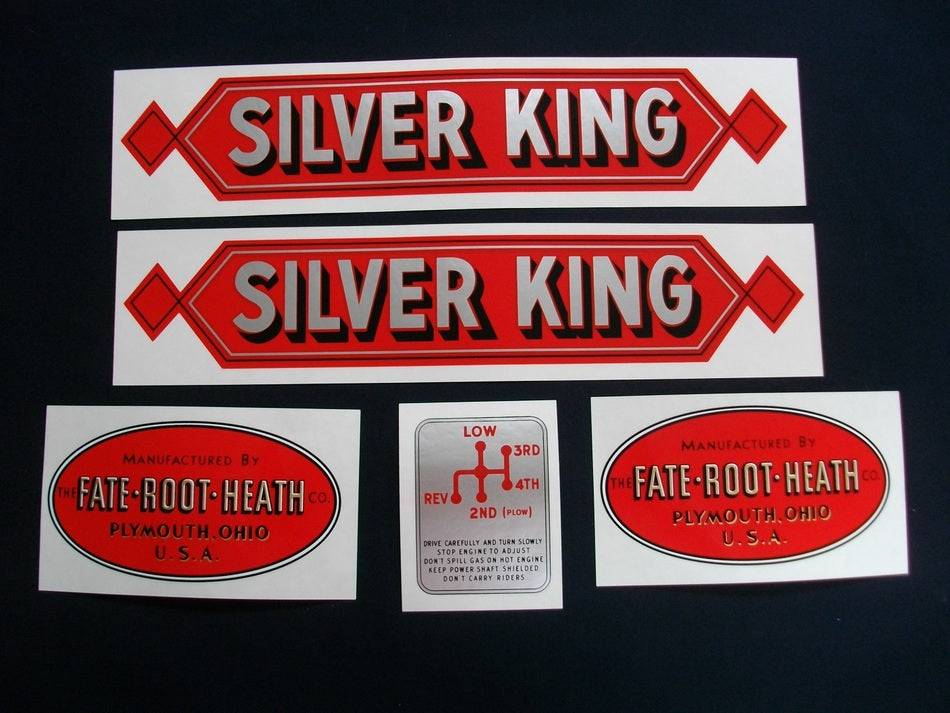 SILVER KING
SILVER KING
MANUFACTURED BY
THE FATE·ROOT·HEATH CO.
PLYMOUTH, OHIO
U.S.A.
LOW
3RD
REV
4TH
2ND (PLOW)
DRIVE CAREFULLY AND TURN SLOWLY
STOP ENGINE TO ADJUST
DON'T SPILL GAS ON HOT ENGINE
KEEP POWER SHAFT SHIELDED
DON'T CARRY RIDERS
MANUFACTURED BY
THE FATE·ROOT·HEATH CO.
PLYMOUTH, OHIO
U.S.A.